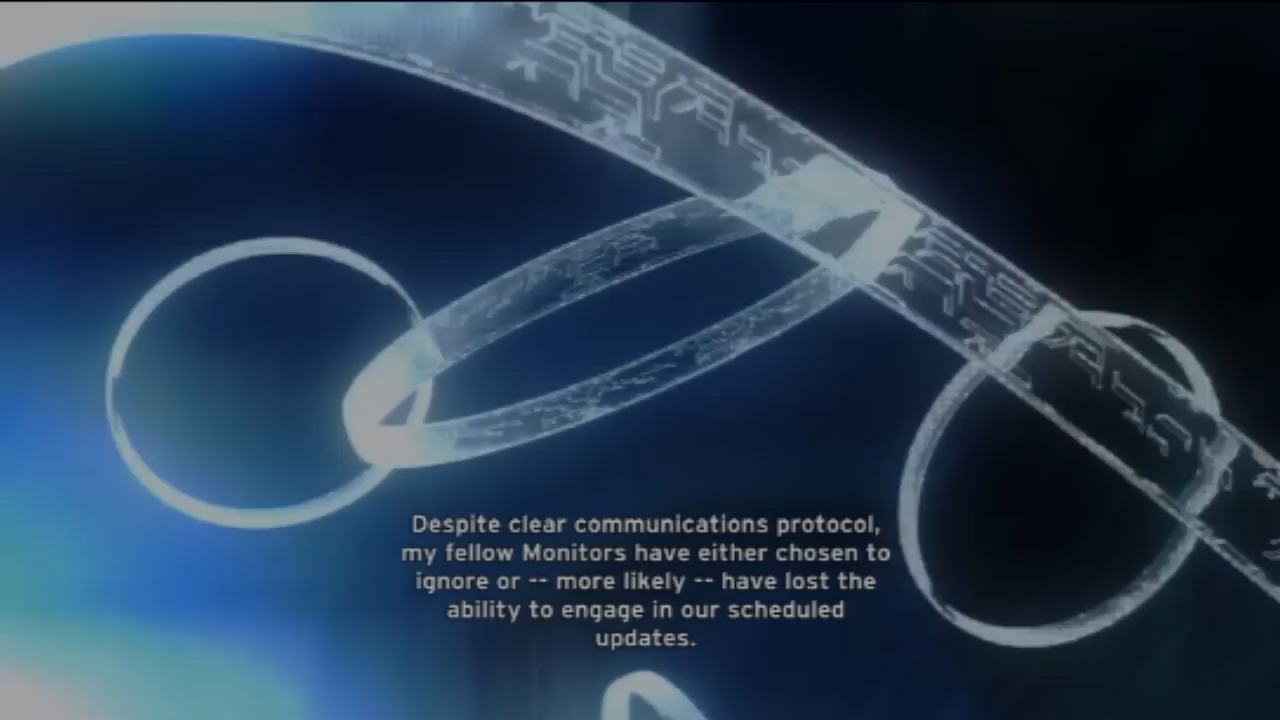 Despite clear communications protocol,
my fellow Monitors have either chosen to
ignore or -- more likely -- have lost the
ability to engage in our scheduled
updates.